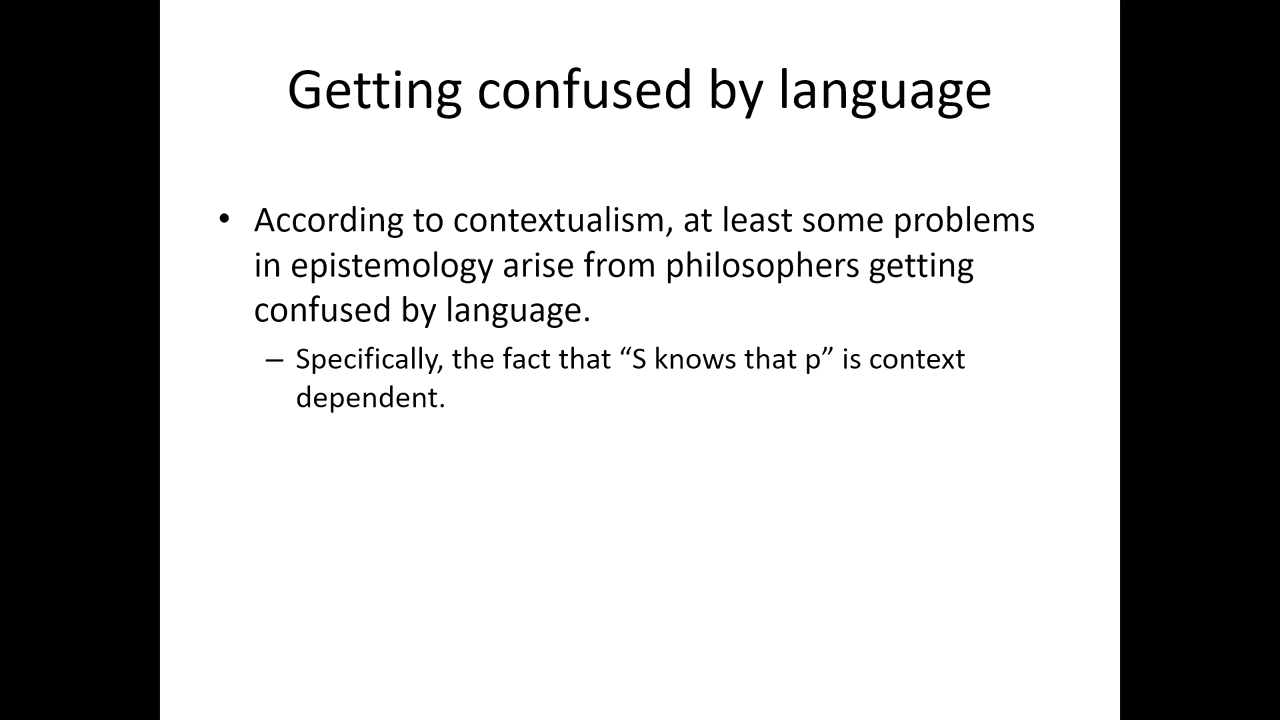 Getting confused by language
• According to contextualism, at least some problems
in epistemology arise from philosophers getting
confused by language.
– Specifically, the fact that “S knows that p” is context
dependent.